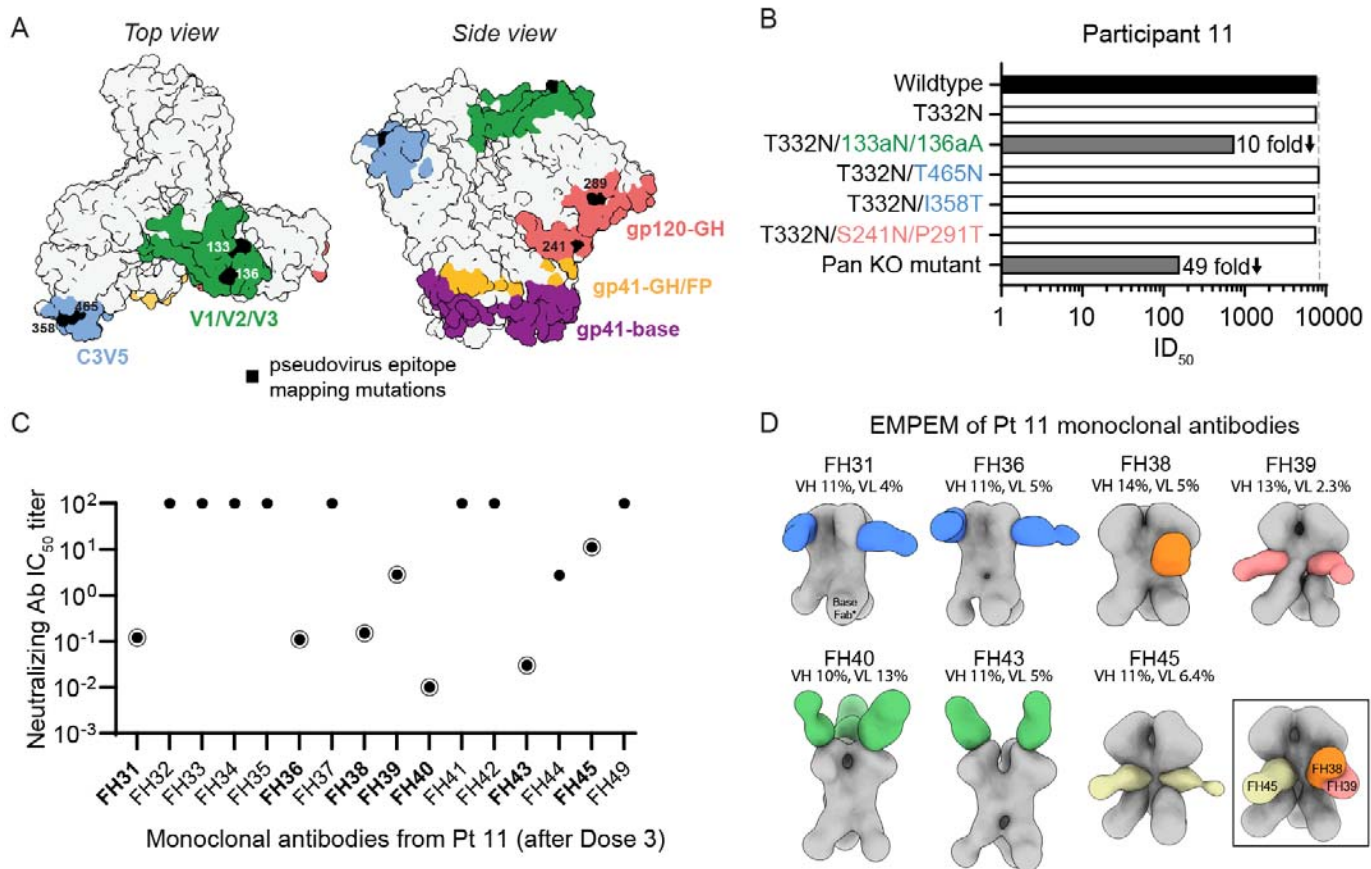 A
Top view
Side view
133
136
465
358
V1/V2/V3
C3V5
289
241
gp120-GH
gp41-GH/FP
gp41-base
■ pseudovirus epitope
mapping mutations
B
Participant 11
Wildtype
T332N
T332N/133aN/136aA
10 fold↓
T332N/T465N
T332N/I358T
T332N/S241N/P291T
Pan KO mutant
49 fold↓
1 10 100 1000 10000
ID50
C
Neutralizing Ab IC50 titer
10²
10¹
10⁰
10⁻¹
10⁻²
10⁻³
FH31 FH32 FH33 FH34 FH35 FH36 FH37 FH38 FH39 FH40 FH41 FH42 FH43 FH44 FH45 FH49
Monoclonal antibodies from Pt 11 (after Dose 3)
D
EMPEM of Pt 11 monoclonal antibodies
FH31 FH36 FH38 FH39
VH 11%, VL 4% VH 11%, VL 5% VH 14%, VL 5% VH 13%, VL 2.3%
Base
Fab*
FH40 FH43 FH45
VH 10%, VL 13% VH 11%, VL 5% VH 11%, VL 6.4%
FH45 FH38
FH39